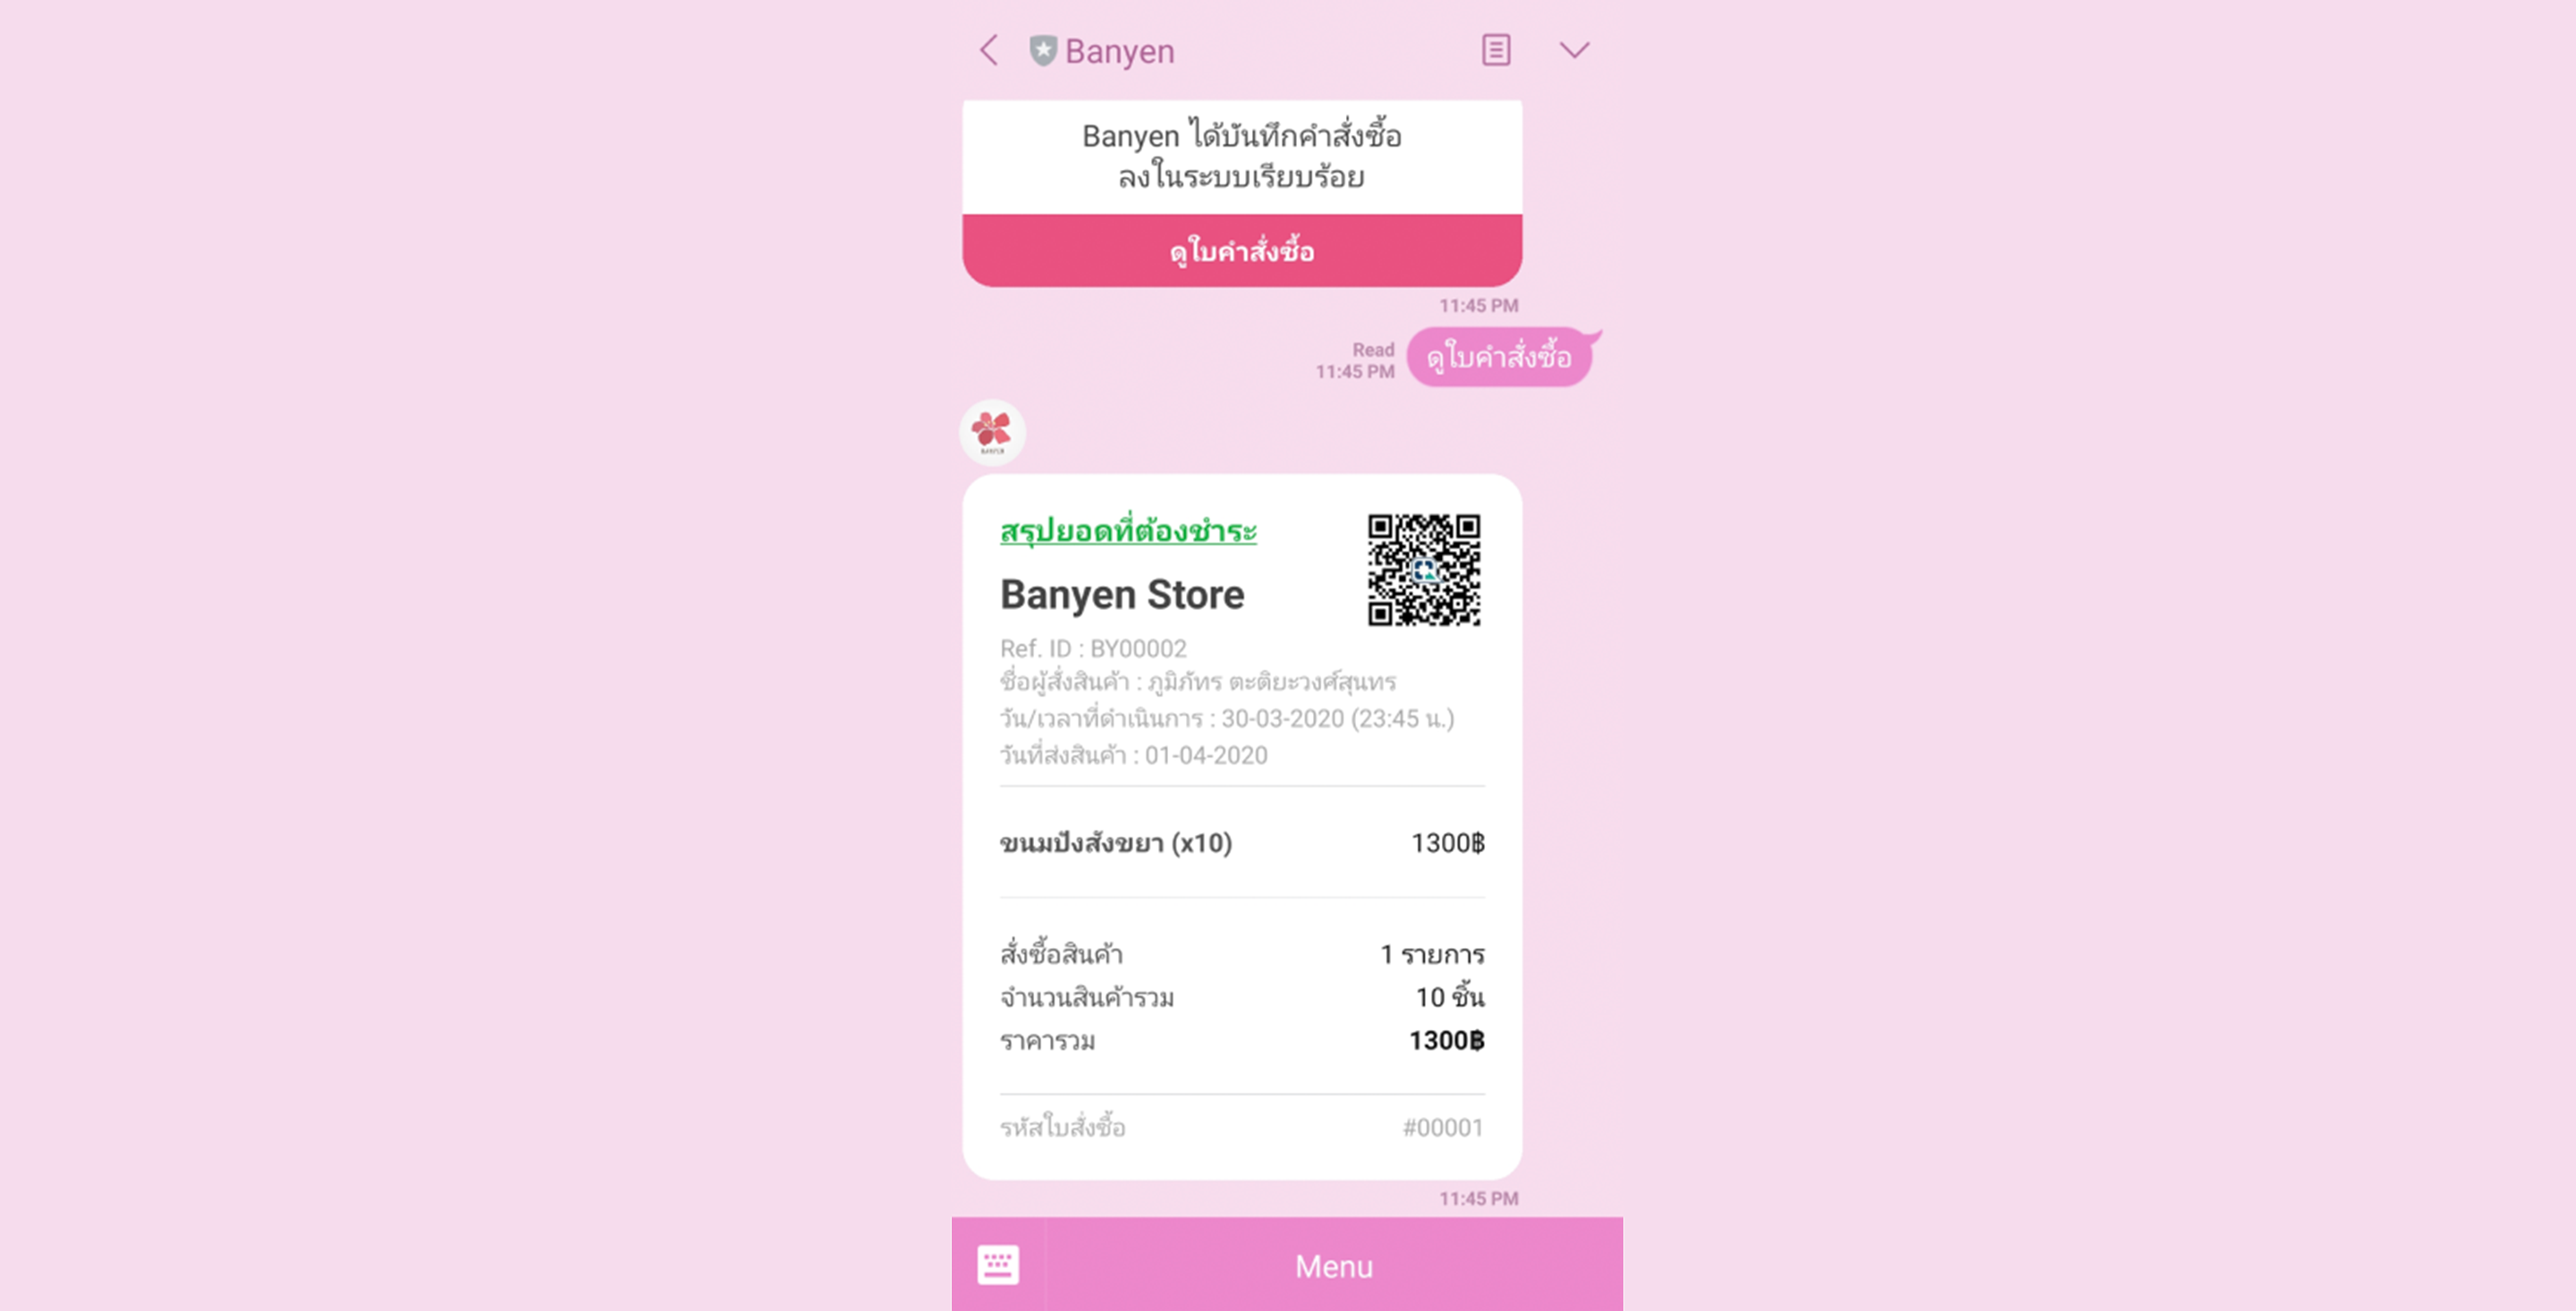 Banyen
Banyen ได้บันทึกคำสั่งซื้อ
ลงในระบบเรียบร้อย
ดูใบคำสั่งซื้อ
11:45 PM
ดูใบคำสั่งซื้อ
Read
11:45 PM
BANYEN
สรุปยอดที่ต้องชำระ
Banyen Store
Ref. ID : BY00002
ชื่อผู้สั่งสินค้า : ภูมิภัทร ตะติยะวงศ์สุนทร
วัน/เวลาที่ดำเนินการ : 30-03-2020 (23:45 น.)
วันที่ส่งสินค้า : 01-04-2020
ขนมปังสังขยา (x10) 1300฿
สั่งซื้อสินค้า 1 รายการ
จำนวนสินค้ารวม 10 ชิ้น
ราคารวม 1300฿
รหัสใบสั่งซื้อ #00001
11:45 PM
Menu